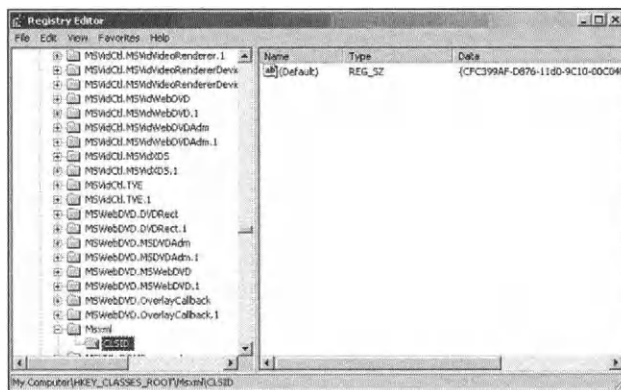 Registry Editor
File Edit View Favorites Help
MSVidCtl.MSVidVideoRenderer.1
MSVidCtl.MSVidVideoRendererDevi
MSVidCtl.MSVidVideoRendererDevi
MSVidCtl.MSVidWebDVD
MSVidCtl.MSVidWebDVD.1
MSVidCtl.MSVidWebDVDAdm
MSVidCtl.MSVidWebDVDAdm.1
MSVidCtl.MSVidXDS
MSVidCtl.MSVidXDS.1
MSVidCtl.TVE
MSVidCtl.TVE.1
MSWebDVD.DVDRect
MSWebDVD.DVDRect.1
MSWebDVD.MSDVDAdm
MSWebDVD.MSDVDAdm.1
MSWebDVD.MSWebDVD
MSWebDVD.MSWebDVD.1
MSWebDVD.OverlayCallback
MSWebDVD.OverlayCallback.1
Msxml
CLSID
Name Type Data
ab (Default) REG_SZ {CFC399AF-D876-11d0-9C10-00C04
My Computer\HKEY_CLASSES_ROOT\Msxml\CLSID